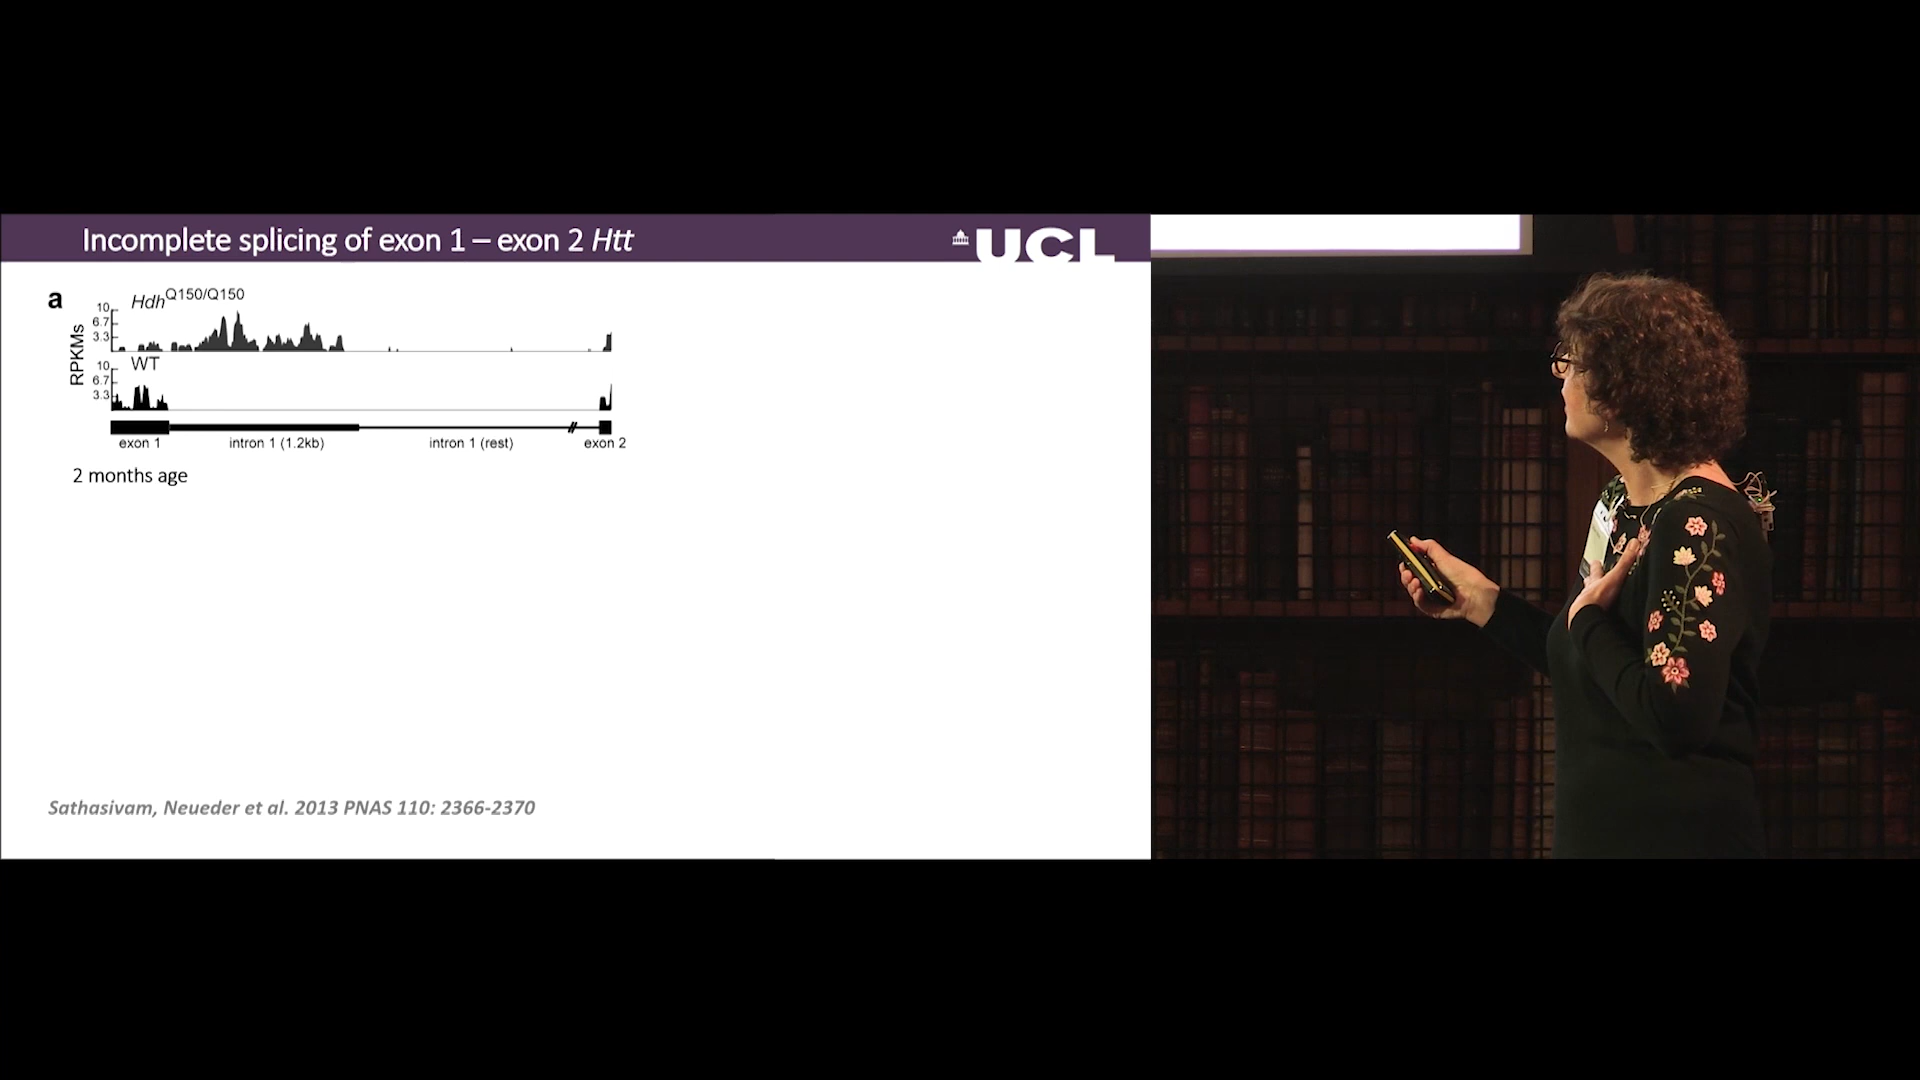 Incomplete splicing of exon 1 – exon 2 Htt
UCL
a
Hdh^Q150/Q150
10
6.7
3.3
RPKMs
WT
10
6.7
3.3
exon 1 intron 1 (1.2kb) intron 1 (rest) exon 2
2 months age
Sathasivam, Neueder et al. 2013 PNAS 110: 2366-2370